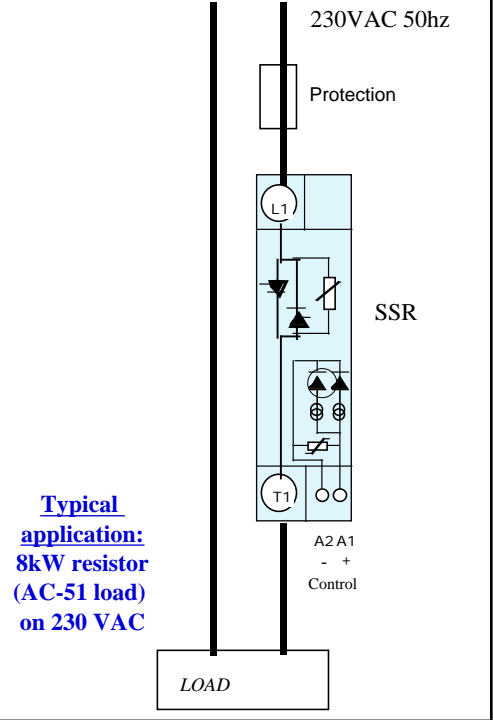 230VAC 50hz
Protection
L1
SSR
T1
A2 A1
- +
Control
Typical
application:
8kW resistor
(AC-51 load)
on 230 VAC
LOAD